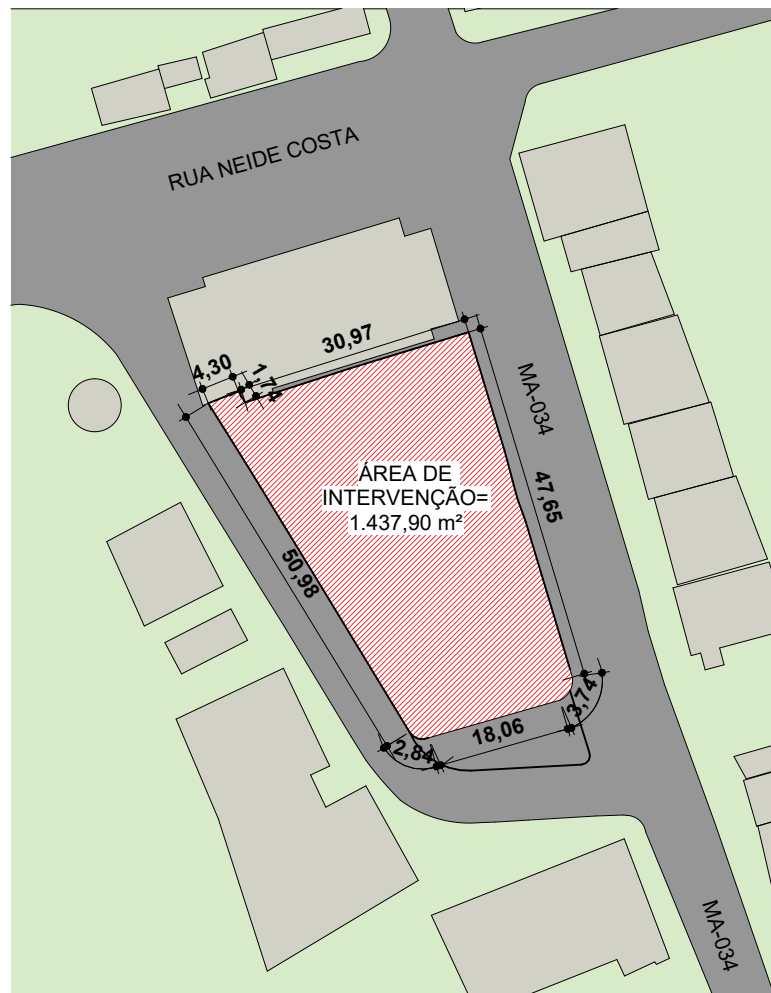 RUA NEIDE COSTA
30,97
4,30
1,74
MA-034
ÁREA DE
INTERVENÇÃO=
1.437,90 m²
47,65
50,98
3,74
18,06
2,84
MA-034